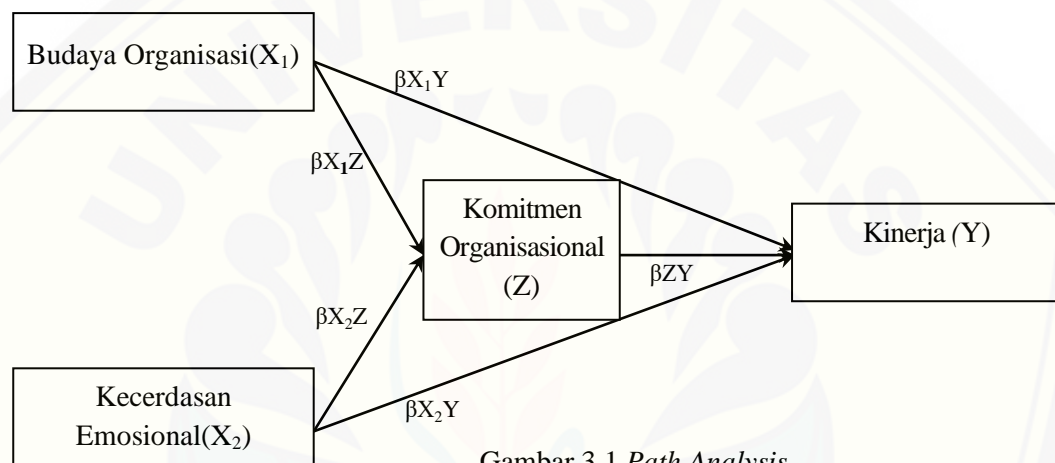 Budaya Organisasi(X₁)
βX₁Y
βX₁Z
Komitmen
Organisasional
(Z)
Kinerja (Y)
βZY
βX₂Z
Kecerdasan
Emosional(X₂)
βX₂Y
Gambar 3.1 Path Analysis
UNIVERSITAS